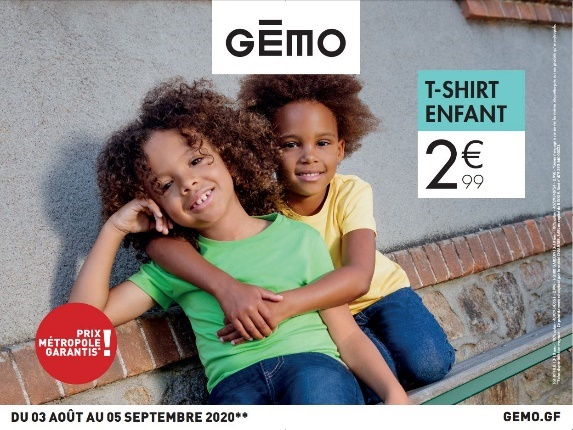 GĒMO
T-SHIRT
ENFANT
2€99
PRIX
MÉTROPOLE
GARANTIS*!
DU 03 AOÛT AU 05 SEPTEMBRE 2020**
GEMO.GF